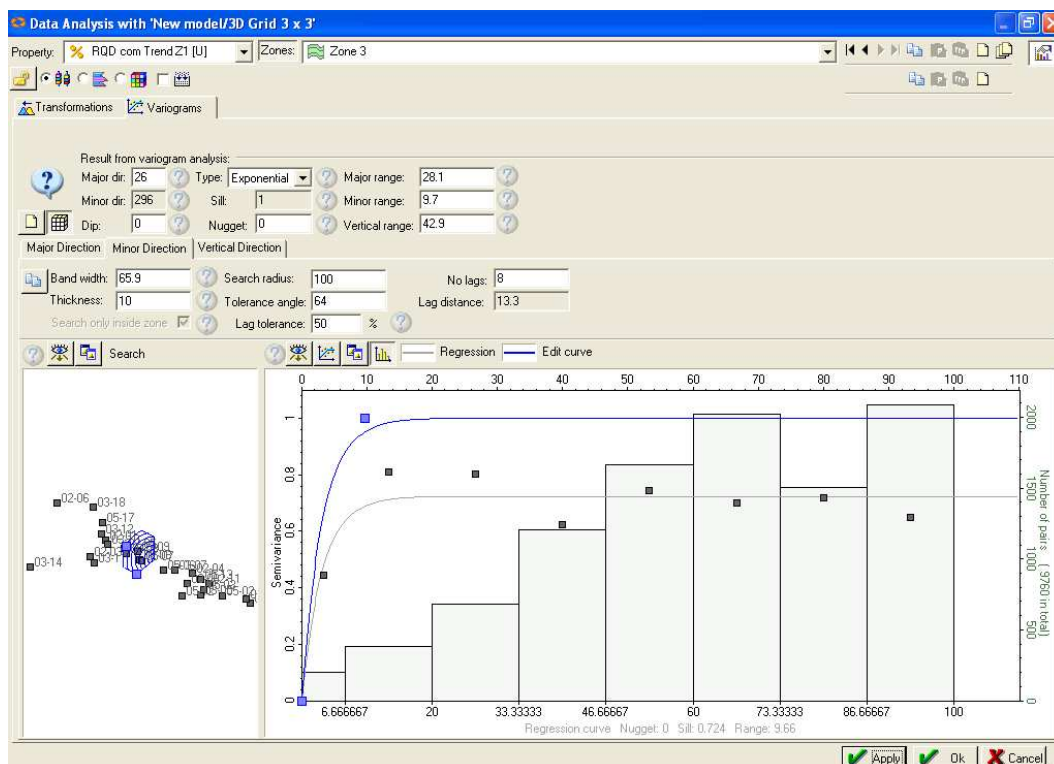 Data Analysis with 'New model/3D Grid 3 x 3'
Property: RQD com Trend Z1 [U] Zones: Zone 3
Transformations Variograms
Result from variogram analysis:
Major dir: 26 Type: Exponential Major range: 28.1
Minor dir: 296 Sill: 1 Minor range: 9.7
Dip: 0 Nugget: 0 Vertical range: 42.9
Major Direction Minor Direction Vertical Direction
Band width: 65.9 Search radius: 100 No lags: 8
Thickness: 10 Tolerance angle: 64 Lag distance: 13.3
Search only inside zone Lag tolerance: 50 %
Search Regression Edit curve
0 10 20 30 40 50 60 70 80 90 100 110
02-06
03-18
05-17
03-12
03-14
Semivariance
1
0.8
0.6
0.4
0.2
0
2000
1500
1000
500
0
Number of pairs ( 9760 in total)
6.666667 20 33.33333 46.66667 60 73.33333 86.66667 100
Regression curve Nugget: 0 Sill: 0.724 Range: 9.66
Apply Ok Cancel